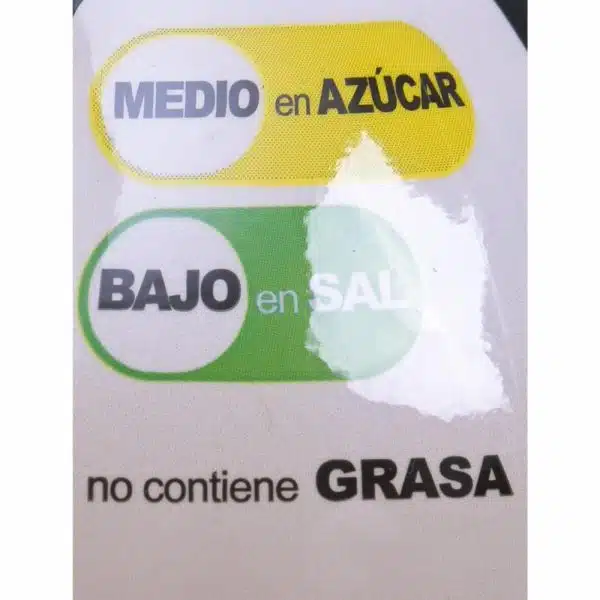 MEDIO en AZÚCAR
BAJO en SAL
no contiene GRASA